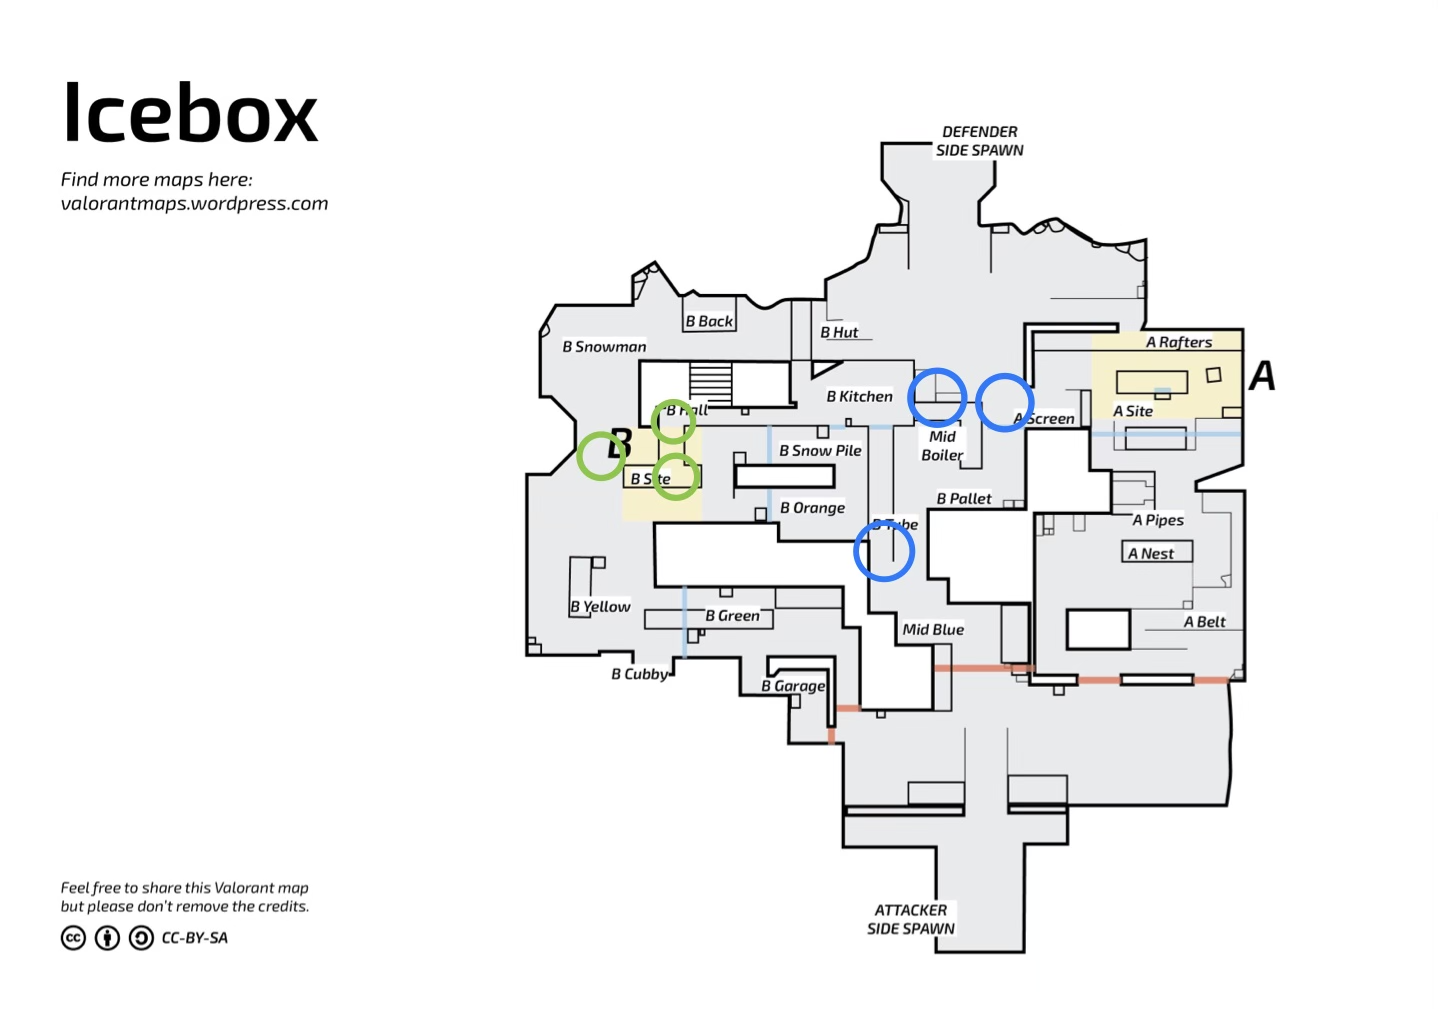 Icebox
Find more maps here:
valorantmaps.wordpress.com
DEFENDER
SIDE SPAWN
B Back
B Hut
B Snowman
A Rafters
A
B Kitchen
B Hall
A Screen
A Site
B
Mid
Boiler
B Snow Pile
B Site
B Pallet
B Orange
B Tube
A Pipes
A Nest
B Yellow
B Green
Mid Blue
A Belt
B Cubby
B Garage
ATTACKER
SIDE SPAWN
Feel free to share this Valorant map
but please don't remove the credits.
cc CC-BY-SA